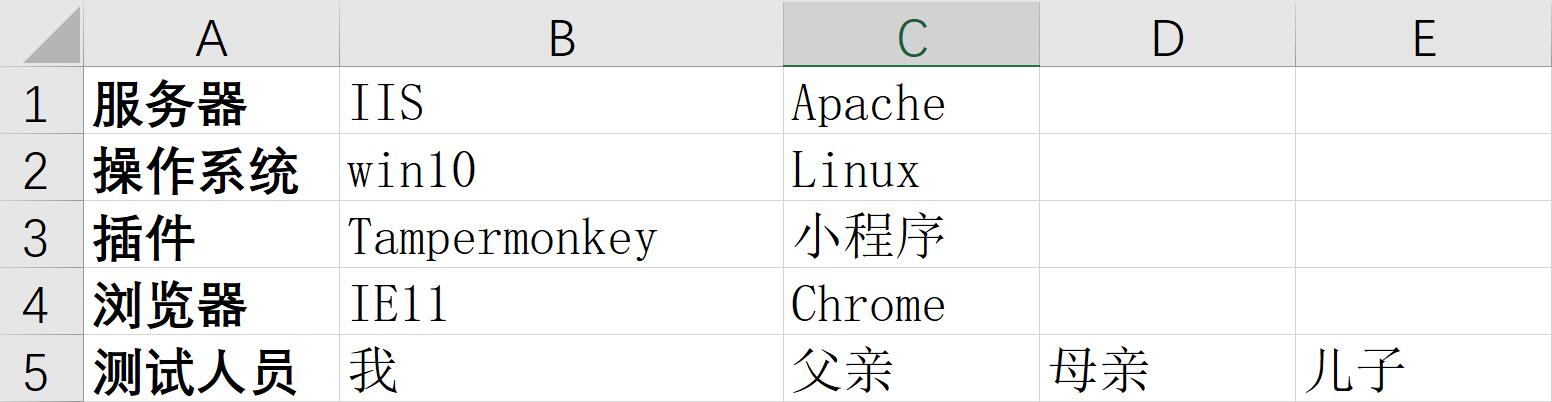 A B C D E
1 服务器 IIS Apache
2 操作系统 win10 Linux
3 插件 Tampermonkey 小程序
4 浏览器 IE11 Chrome
5 测试人员 我 父亲 母亲 儿子